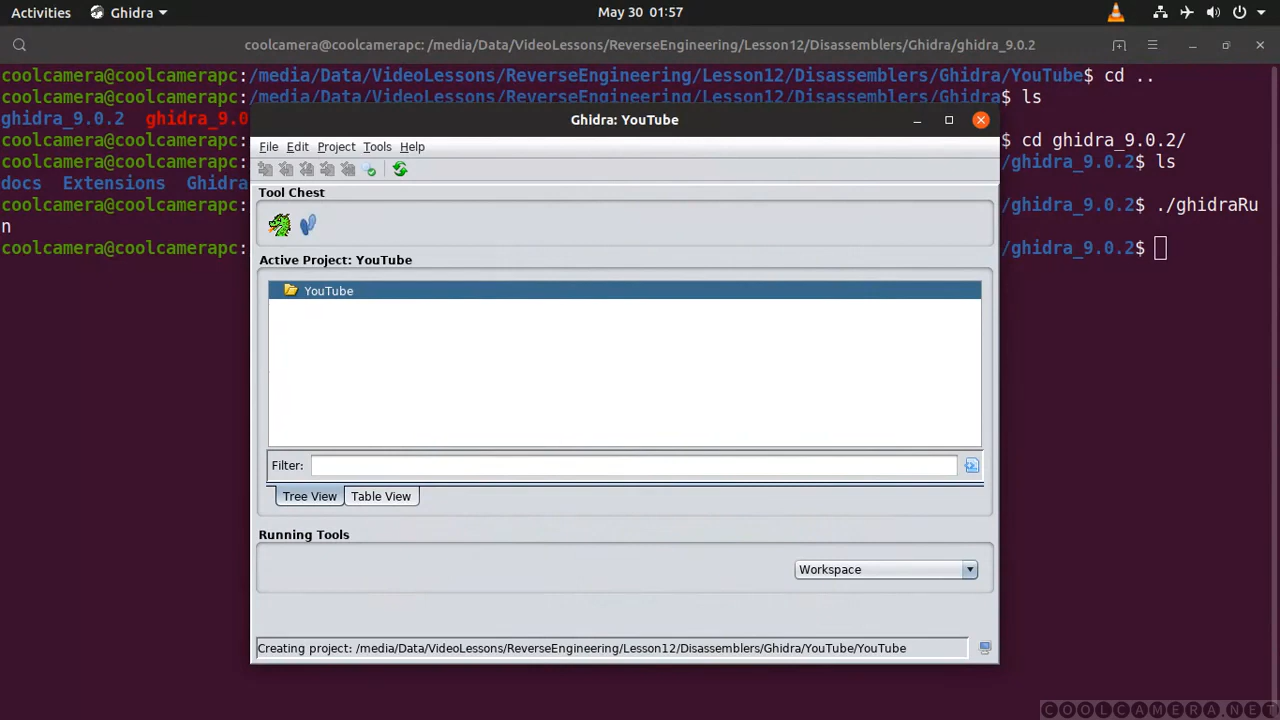 Activities Ghidra May 30 01:57
coolcamera@coolcamerapc: /media/Data/VideoLessons/ReverseEngineering/Lesson12/Disassemblers/Ghidra/ghidra_9.0.2
coolcamera@coolcamerapc:/media/Data/VideoLessons/ReverseEngineering/Lesson12/Disassemblers/Ghidra/YouTube$ cd ..
coolcamera@coolcamerapc:/media/Data/VideoLessons/ReverseEngineering/Lesson12/Disassemblers/Ghidra$ ls
ghidra_9.0.2 ghidra_9.0
coolcamera@coolcamerapc: $ cd ghidra_9.0.2/
coolcamera@coolcamerapc: /ghidra_9.0.2$ ls
docs Extensions Ghidra
coolcamera@coolcamerapc: /ghidra_9.0.2$ ./ghidraRu
n
coolcamera@coolcamerapc: /ghidra_9.0.2$
Ghidra: YouTube
File Edit Project Tools Help
Tool Chest
Active Project: YouTube
YouTube
Filter:
Tree View Table View
Running Tools
Workspace
Creating project: /media/Data/VideoLessons/ReverseEngineering/Lesson12/Disassemblers/Ghidra/YouTube/YouTube
COOLCAMERA.NET